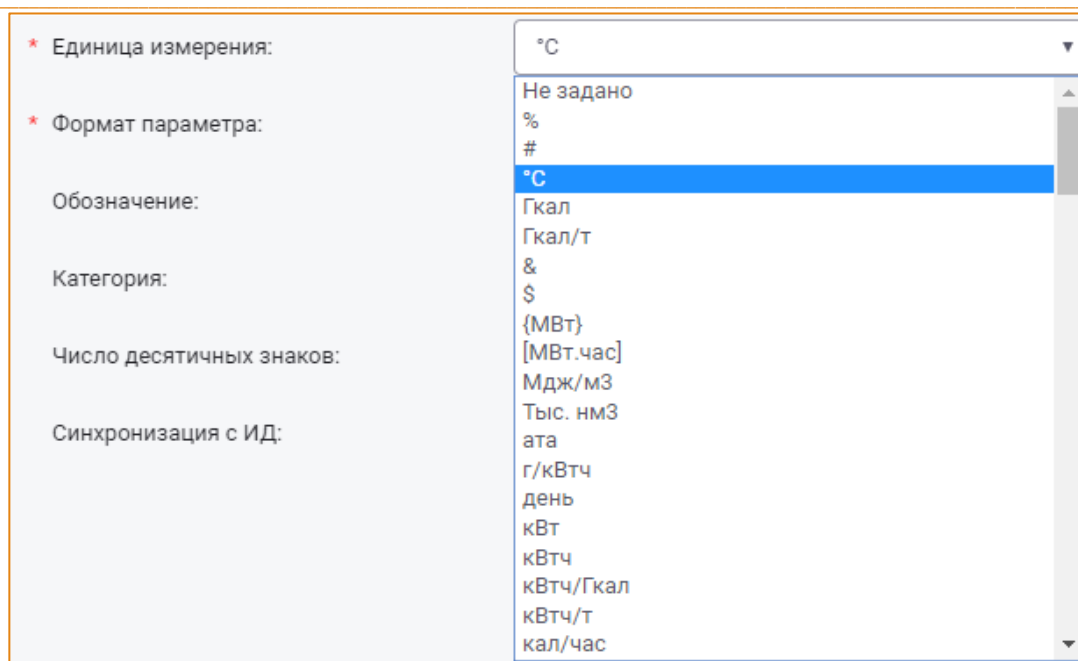 * Единица измерения:
°C
* Формат параметра:
Обозначение:
Категория:
Число десятичных знаков:
Синхронизация с ИД:
Не задано
%
#
°C
Гкал
Гкал/т
&
$
{МВт}
[МВт.час]
Мдж/м3
Тыс. нм3
ата
г/кВтч
день
кВт
кВтч
кВтч/Гкал
кВтч/т
кал/час